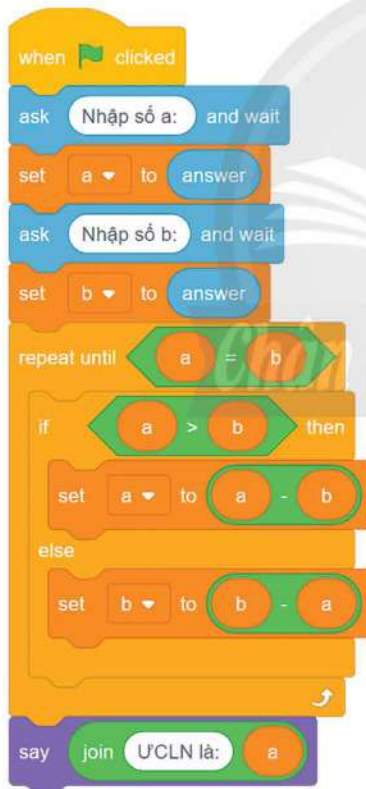 when clicked
ask Nhập số a: and wait
set a to answer
ask Nhập số b: and wait
set b to answer
repeat until a = b
if a > b then
set a to a - b
else
set b to b - a
say join ƯCLN là: a
Chân